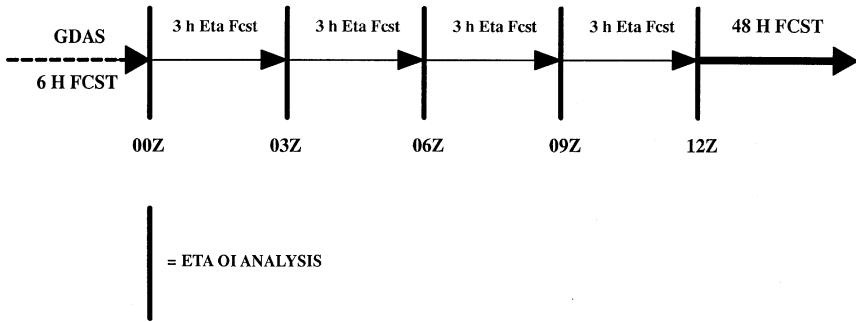 GDAS
6 H FCST
3 h Eta Fcst
3 h Eta Fcst
3 h Eta Fcst
3 h Eta Fcst
48 H FCST
00Z
03Z
06Z
09Z
12Z
= ETA OI ANALYSIS